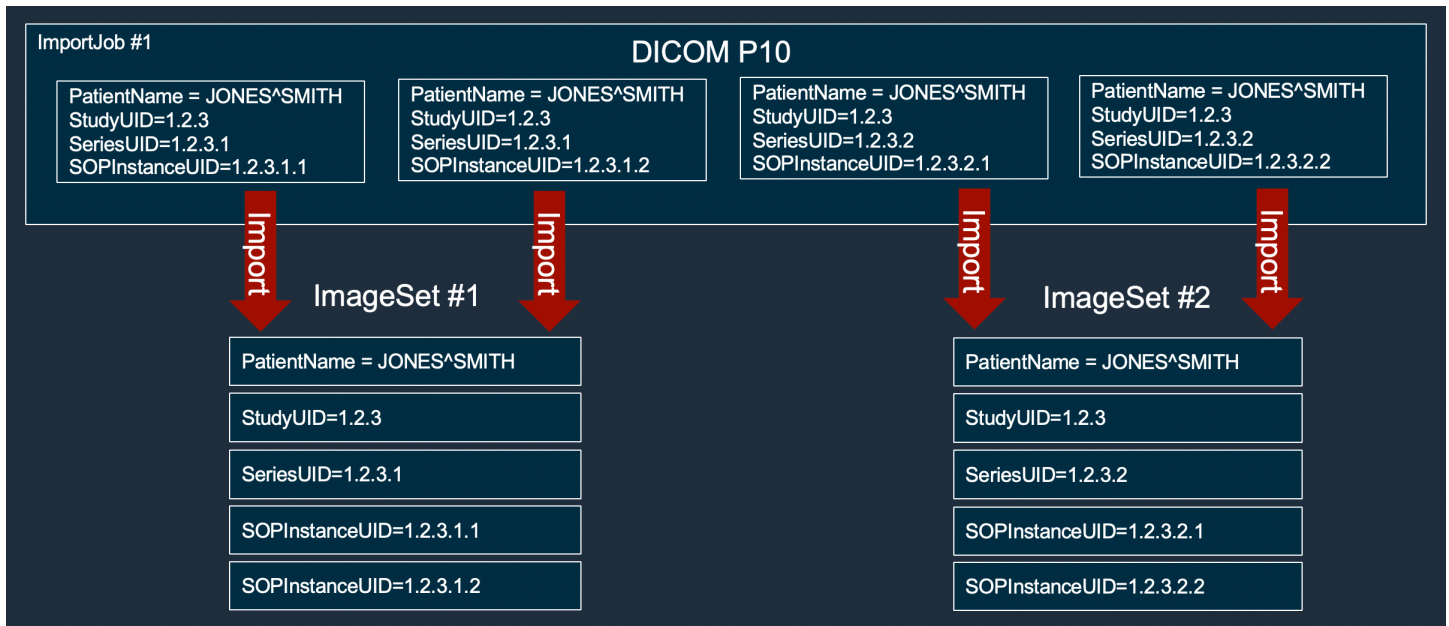 ImportJob #1
DICOM P10
PatientName = JONES^SMITH
StudyUID=1.2.3
SeriesUID=1.2.3.1
SOPInstanceUID=1.2.3.1.1
PatientName = JONES^SMITH
StudyUID=1.2.3
SeriesUID=1.2.3.1
SOPInstanceUID=1.2.3.1.2
PatientName = JONES^SMITH
StudyUID=1.2.3
SeriesUID=1.2.3.2
SOPInstanceUID=1.2.3.2.1
PatientName = JONES^SMITH
StudyUID=1.2.3
SeriesUID=1.2.3.2
SOPInstanceUID=1.2.3.2.2
Import
Import
Import
Import
ImageSet #1
PatientName = JONES^SMITH
StudyUID=1.2.3
SeriesUID=1.2.3.1
SOPInstanceUID=1.2.3.1.1
SOPInstanceUID=1.2.3.1.2
ImageSet #2
PatientName = JONES^SMITH
StudyUID=1.2.3
SeriesUID=1.2.3.2
SOPInstanceUID=1.2.3.2.1
SOPInstanceUID=1.2.3.2.2